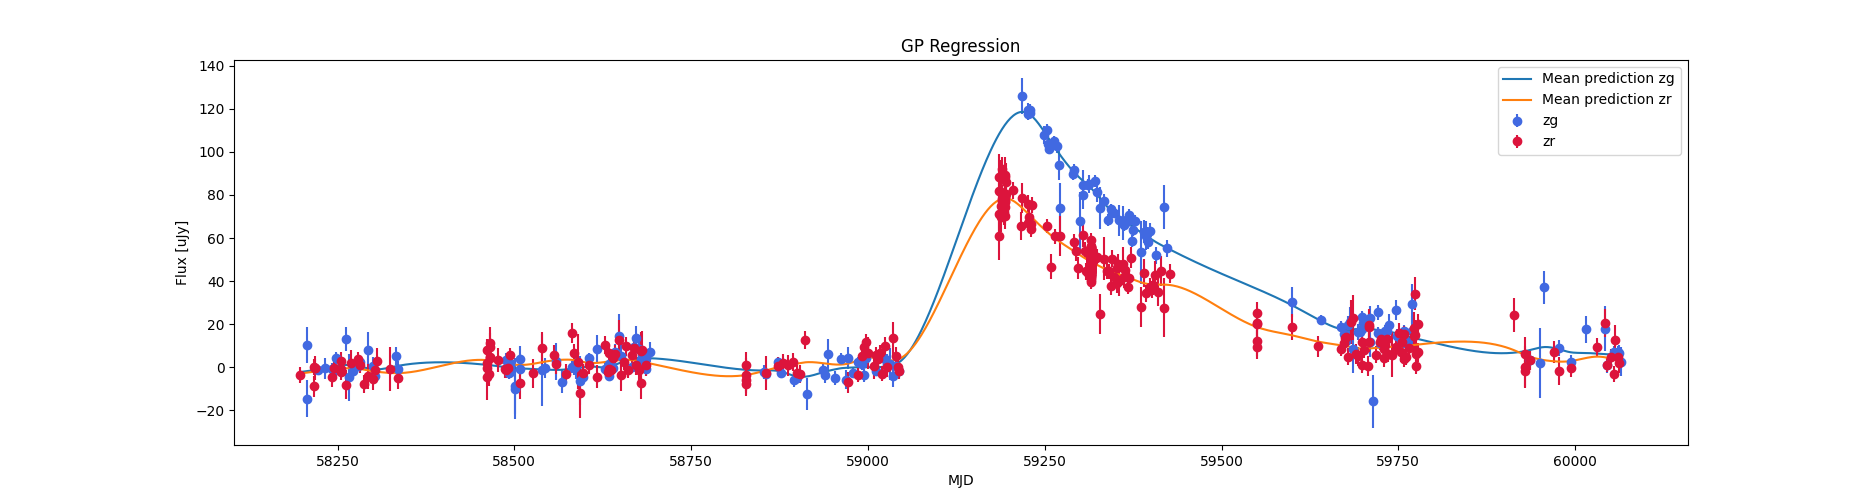 GP Regression
Flux [uJy]
140
120
100
80
60
40
20
0
−20
Mean prediction zg
Mean prediction zr
zg
zr
58250
58500
58750
59000
59250
59500
59750
60000
MJD